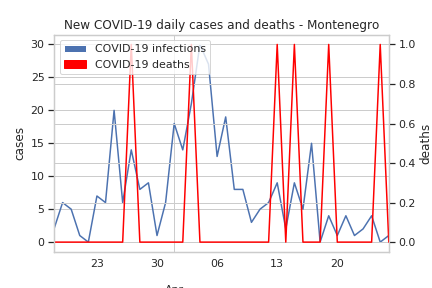 New COVID-19 daily cases and deaths - Montenegro
30 1.0
COVID-19 infections
COVID-19 deaths
25 0.8
20 0.6
15
cases deaths
10 0.4
5 0.2
0 0.0
23 30 06 13 20